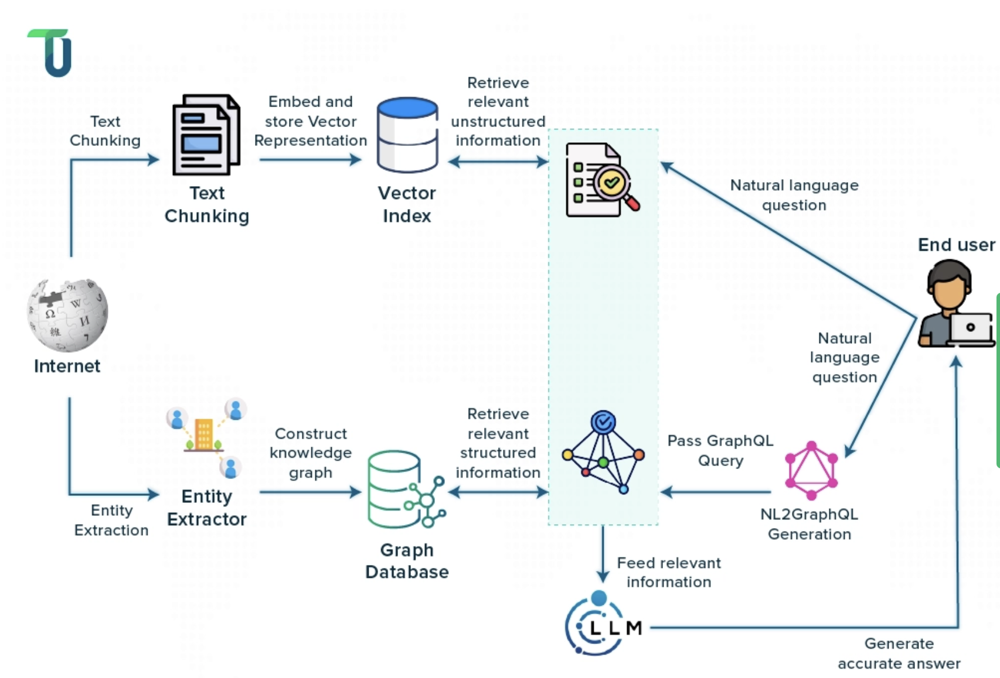 Text
Chunking
Text
Chunking
Embed and
store Vector
Representation
Vector
Index
Retrieve
relevant
unstructured
information
Natural language
question
End user
Natural
language
question
Internet
Entity
Extraction
Entity
Extractor
Construct
knowledge
graph
Graph
Database
Retrieve
relevant
structured
information
Pass GraphQL
Query
NL2GraphQL
Generation
Feed relevant
information
LLM
Generate
accurate answer